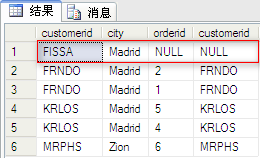 结果 消息
customerid city orderid customerid
1 FISSA Madrid NULL NULL
2 FRNDO Madrid 2 FRNDO
3 FRNDO Madrid 1 FRNDO
4 KRLOS Madrid 5 KRLOS
5 KRLOS Madrid 4 KRLOS
6 MRPHS Zion 6 MRPHS